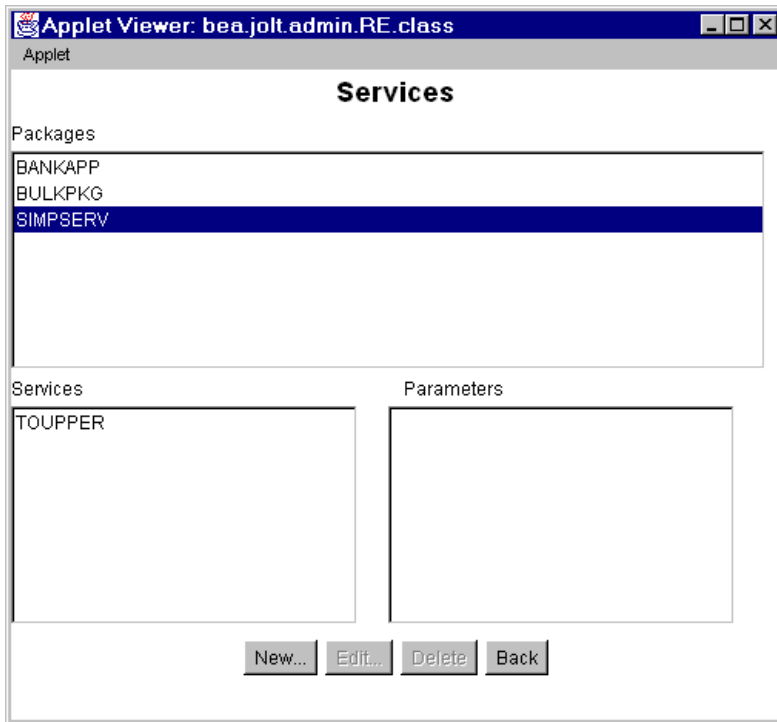 Applet Viewer: bea.jolt.admin.RE.class
Applet
Services
Packages
BANKAPP
BULKPKG
SIMPSERV
Services Parameters
TOUPPER
New... Edit... Delete Back